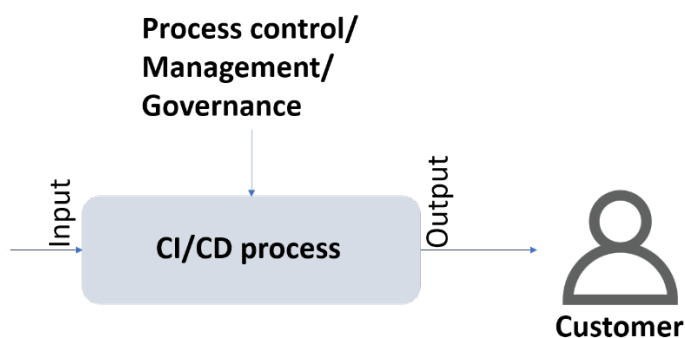 Process control/
Management/
Governance
Input
CI/CD process
Output
Customer